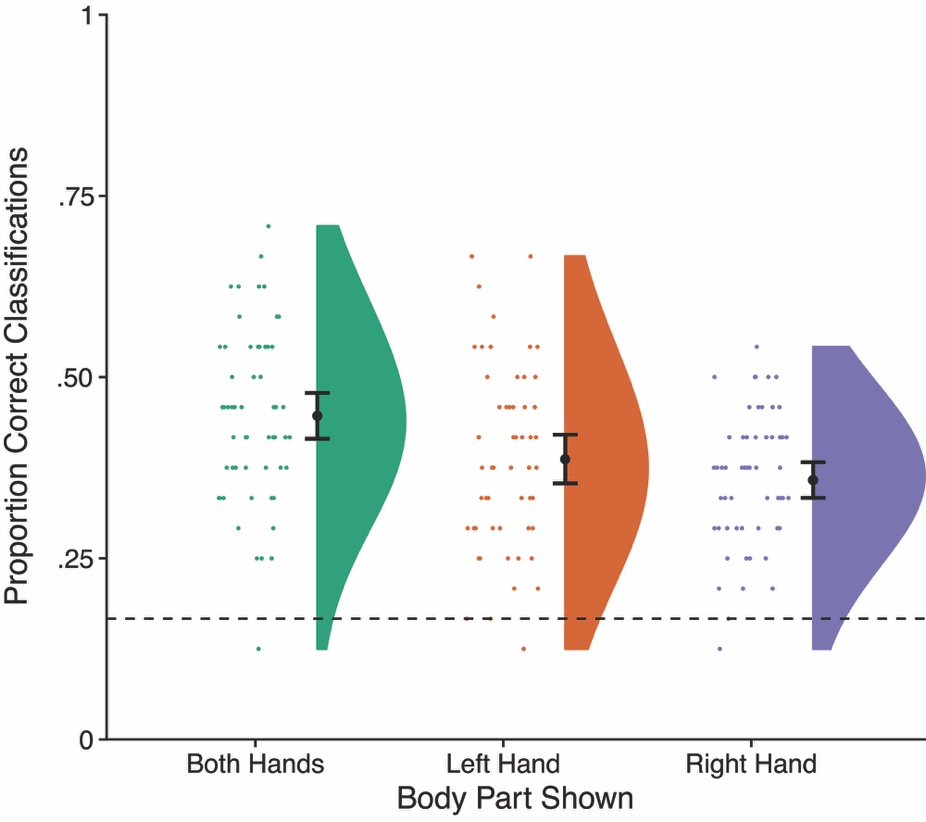 Proportion Correct Classifications
1
.75
.50
.25
0
Both Hands
Left Hand
Right Hand
Body Part Shown